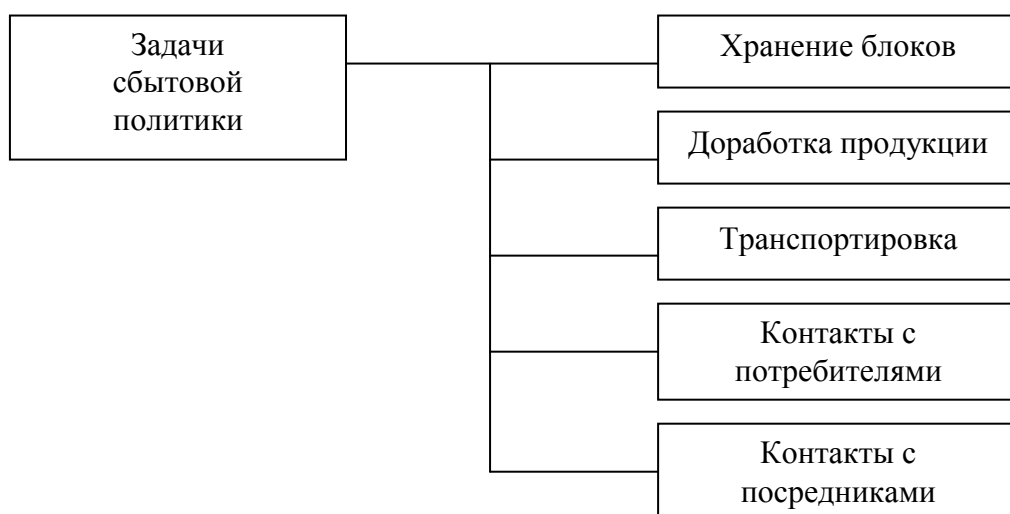 Задачи
сбытовой
политики
Хранение блоков
Доработка продукции
Транспортировка
Контакты с
потребителями
Контакты с
посредниками